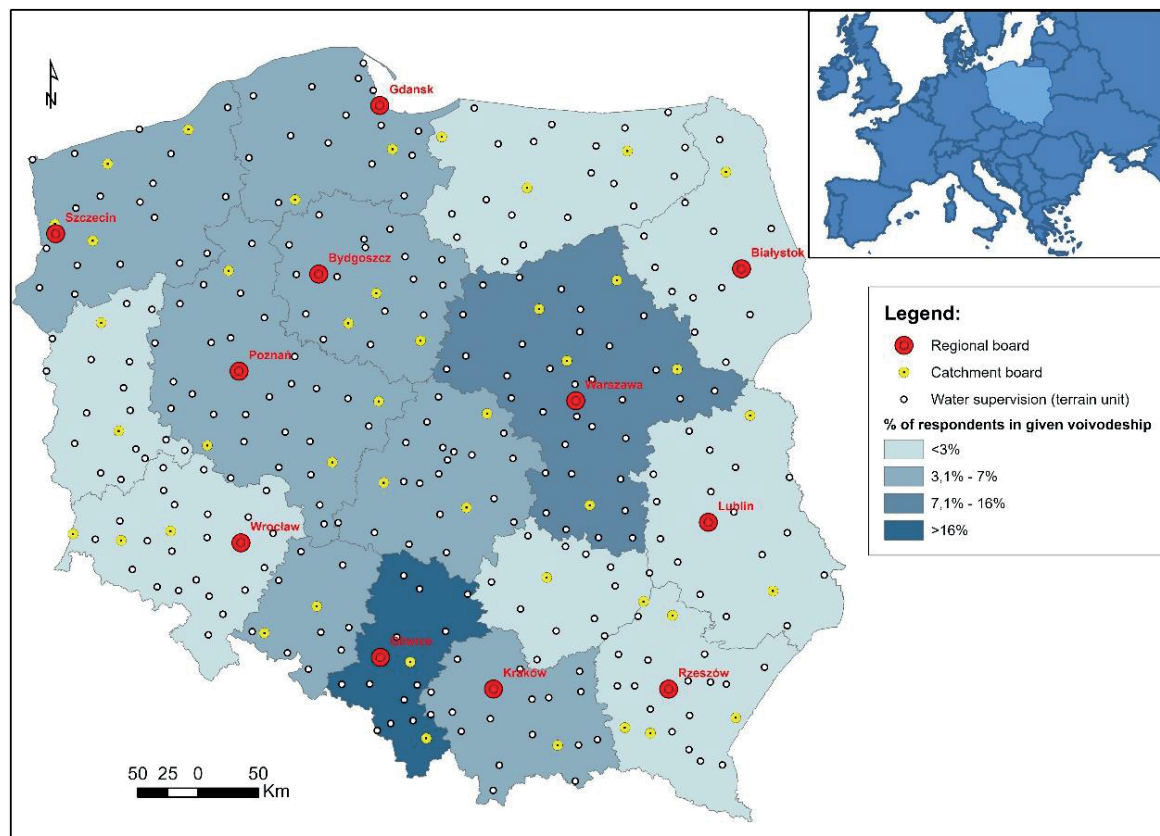 N
Gdansk
Szczecin
Bydgoszcz
Białystok
Poznań
Warszawa
Wrocław
Lublin
Gliwice
Kraków
Rzeszów
50 25 0 50
Km
Legend:
Regional board
Catchment board
Water supervision (terrain unit)
% of respondents in given voivodeship
<3%
3,1% - 7%
7,1% - 16%
>16%